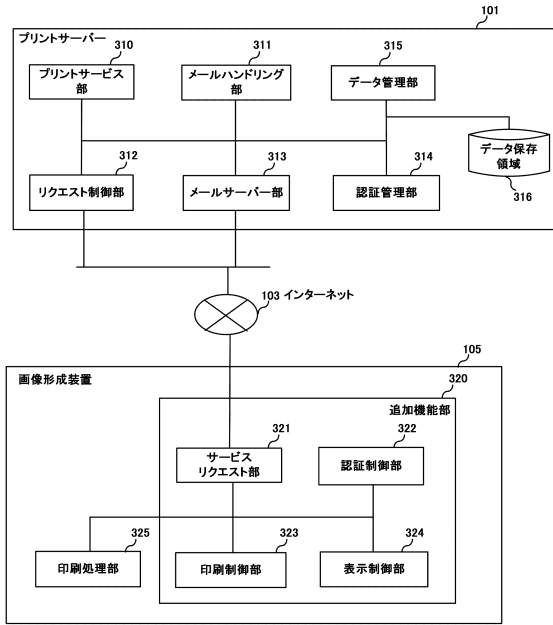 101
プリントサーバー
310
プリントサービス
部
311
メールハンドリング
部
315
データ管理部
312
リクエスト制御部
313
メールサーバー部
314
認証管理部
データ保存
領域
316
103 インターネット
105
画像形成装置
320
追加機能部
321
サービス
リクエスト部
322
認証制御部
325
印刷処理部
323
印刷制御部
324
表示制御部